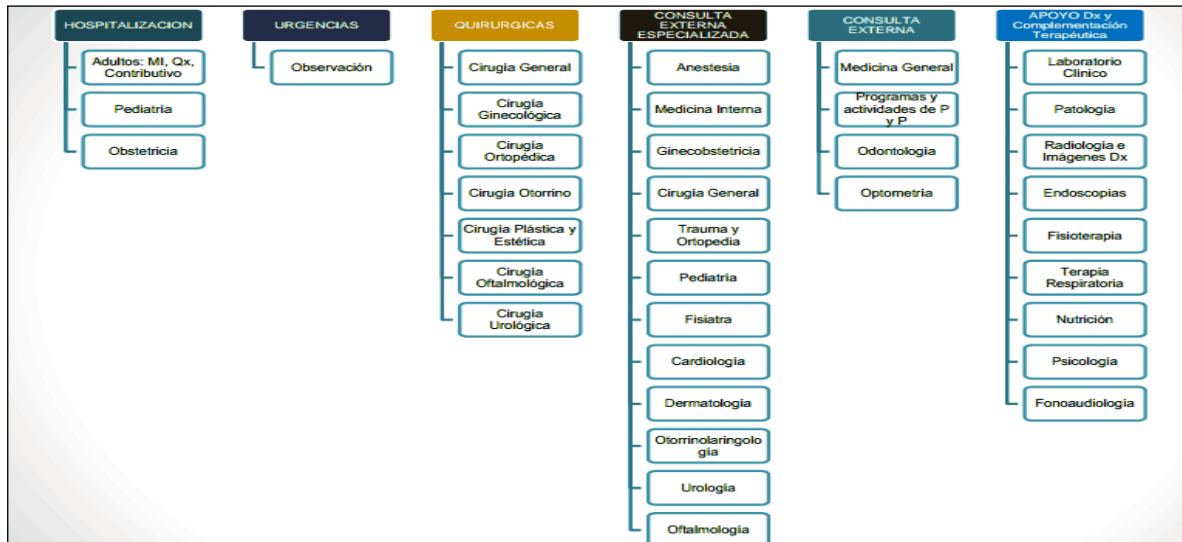 HOSPITALIZACION
Adultos: MI, Qx,
Contributivo
Pediatría
Obstetricia
URGENCIAS
Observación
QUIRURGICAS
Cirugía General
Cirugía
Ginecológica
Cirugía
Ortopédica
Cirugía Otorrino
Cirugía Plástica y
Estética
Cirugía
Oftalmológica
Cirugía
Urológica
CONSULTA
EXTERNA
ESPECIALIZADA
Anestesia
Medicina Interna
Ginecobstetricia
Cirugía General
Trauma y
Ortopedia
Pediatría
Fisiatra
Cardiología
Dermatología
Otorrinolaringolo
gía
Urología
Oftalmología
CONSULTA
EXTERNA
Medicina General
Programas y
actividades de P
y P
Odontología
Optometría
APOYO Dx y
Complementación
Terapéutica
Laboratorio
Clínico
Patología
Radiología e
Imágenes Dx
Endoscopias
Fisioterapia
Terapia
Respiratoria
Nutrición
Psicología
Fonoaudiología